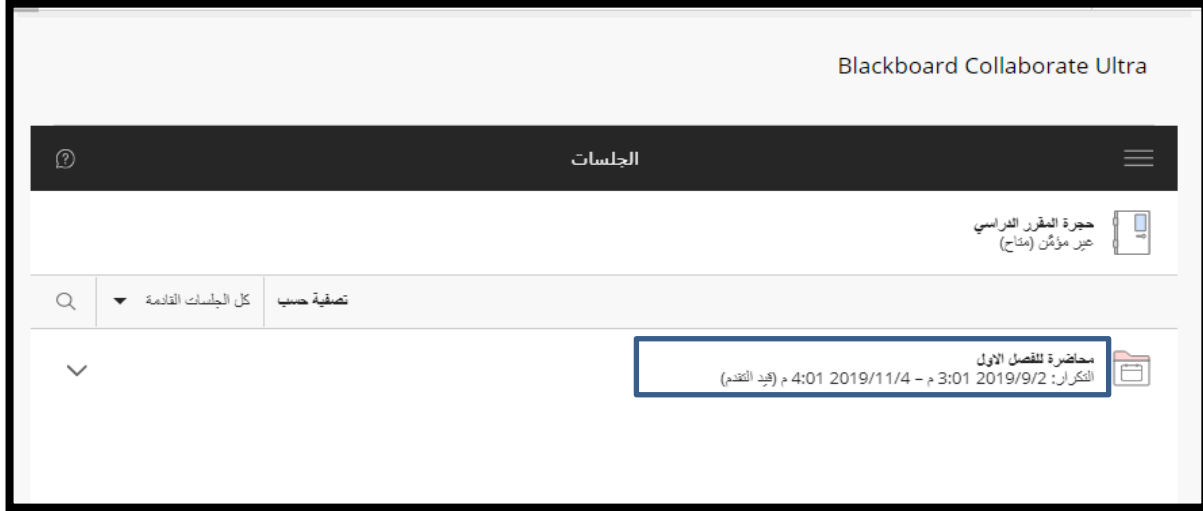 Blackboard Collaborate Ultra
الجلسات
حجرة المقرر الدراسي
غير مؤمَّن (متاح)
تصفية حسب كل الجلسات القادمة
محاضرة للفصل الاول
التكرار: 2019/9/2 3:01 م – 2019/11/4 4:01 م (قيد التقدم)